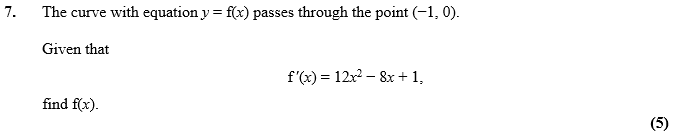 7. The curve with equation y = f(x) passes through the point (−1, 0).
Given that
f′(x) = 12x² − 8x + 1,
find f(x).
(5)